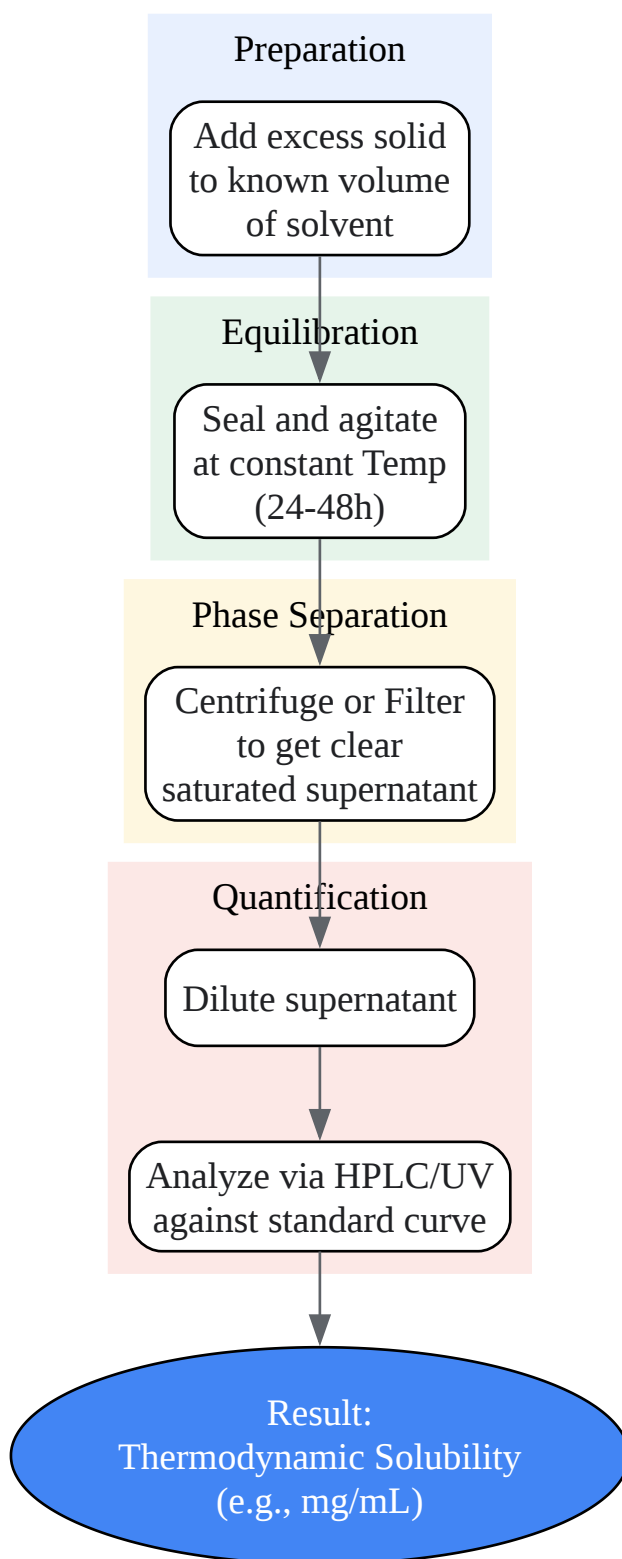 Preparation
Add excess solid
to known volume
of solvent
Equilibration
Seal and agitate
at constant Temp
(24-48h)
Phase Separation
Centrifuge or Filter
to get clear
saturated supernatant
Quantification
Dilute supernatant
Analyze via HPLC/UV
against standard curve
Result:
Thermodynamic Solubility
(e.g., mg/mL)